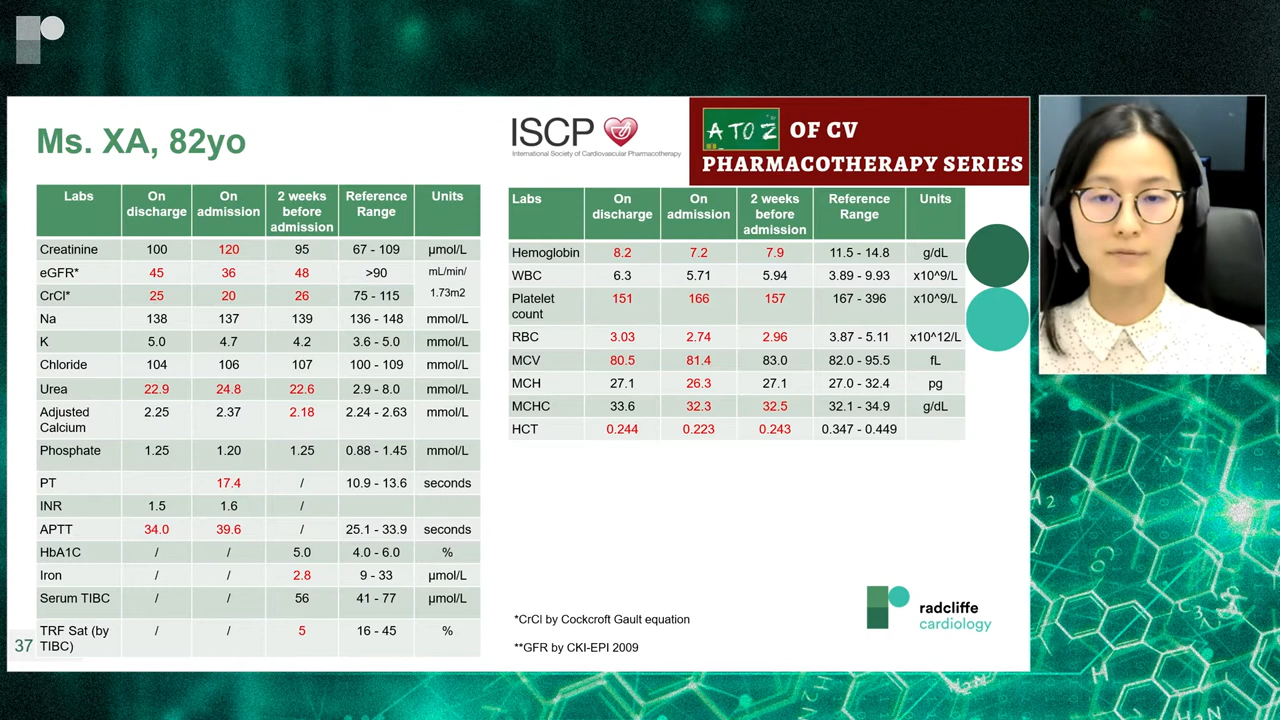 Ms. XA, 82yo
ISCP
International Society of Cardiovascular Pharmacotherapy
A TO Z OF CV
PHARMACOTHERAPY SERIES
Labs On discharge On admission 2 weeks before admission Reference Range Units
Creatinine 100 120 95 67 - 109 µmol/L
eGFR* 45 36 48 >90 mL/min/
CrCl* 25 20 26 75 - 115 1.73m2
Na 138 137 139 136 - 148 mmol/L
K 5.0 4.7 4.2 3.6 - 5.0 mmol/L
Chloride 104 106 107 100 - 109 mmol/L
Urea 22.9 24.8 22.6 2.9 - 8.0 mmol/L
Adjusted Calcium 2.25 2.37 2.18 2.24 - 2.63 mmol/L
Phosphate 1.25 1.20 1.25 0.88 - 1.45 mmol/L
PT 17.4 / 10.9 - 13.6 seconds
INR 1.5 1.6 /
APTT 34.0 39.6 / 25.1 - 33.9 seconds
HbA1C / / 5.0 4.0 - 6.0 %
Iron / / 2.8 9 - 33 µmol/L
Serum TIBC / / 56 41 - 77 µmol/L
TRF Sat (by TIBC) / / 5 16 - 45 %
37
Labs On discharge On admission 2 weeks before admission Reference Range Units
Hemoglobin 8.2 7.2 7.9 11.5 - 14.8 g/dL
WBC 6.3 5.71 5.94 3.89 - 9.93 x10^9/L
Platelet count 151 166 157 167 - 396 x10^9/L
RBC 3.03 2.74 2.96 3.87 - 5.11 x10^12/L
MCV 80.5 81.4 83.0 82.0 - 95.5 fL
MCH 27.1 26.3 27.1 27.0 - 32.4 pg
MCHC 33.6 32.3 32.5 32.1 - 34.9 g/dL
HCT 0.244 0.223 0.243 0.347 - 0.449
*CrCl by Cockcroft Gault equation
**GFR by CKI-EPI 2009
radcliffe
cardiology